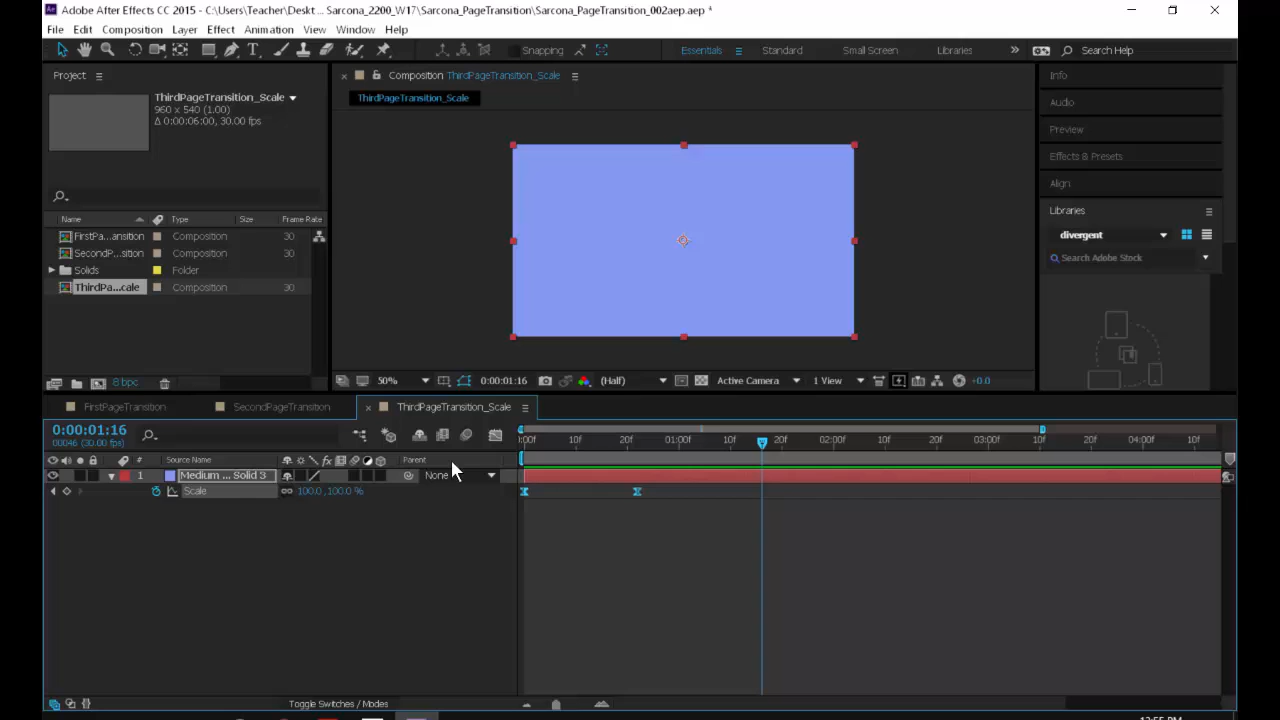 Adobe After Effects CC 2015 - C:\Users\Teacher\Deskt... Sarcona_2200_W17\Sarcona_PageTransition\Sarcona_PageTransition_002aep.aep *
File Edit Composition Layer Effect Animation View Window Help
Snapping Essentials Standard Small Screen Libraries Search Help
Project
Composition ThirdPageTransition_Scale
Info
ThirdPageTransition_Scale
960 x 540 (1.00)
Δ 0:00:06:00, 30.00 fps
ThirdPageTransition_Scale
Audio
Preview
Effects & Presets
Align
Libraries
divergent
Search Adobe Stock
Name Type Size Frame Rate
FirstPa...ansition Composition 30
SecondP...sition Composition 30
Solids Folder
ThirdPa...cale Composition 30
8 bpc
50% 0:00:01:16 (Half) Active Camera 1 View +0.0
FirstPageTransition SecondPageTransition ThirdPageTransition_Scale
0:00:01:16
00046 (30.00 fps)
:00f 10f 20f 01:00f 10f 20f 02:00f 10f 20f 03:00f 10f 20f 04:00f 10f
# Source Name Parent
1 Medium ... Solid 3 None
Scale 100.0,100.0%
Toggle Switches / Modes
12:55 PM